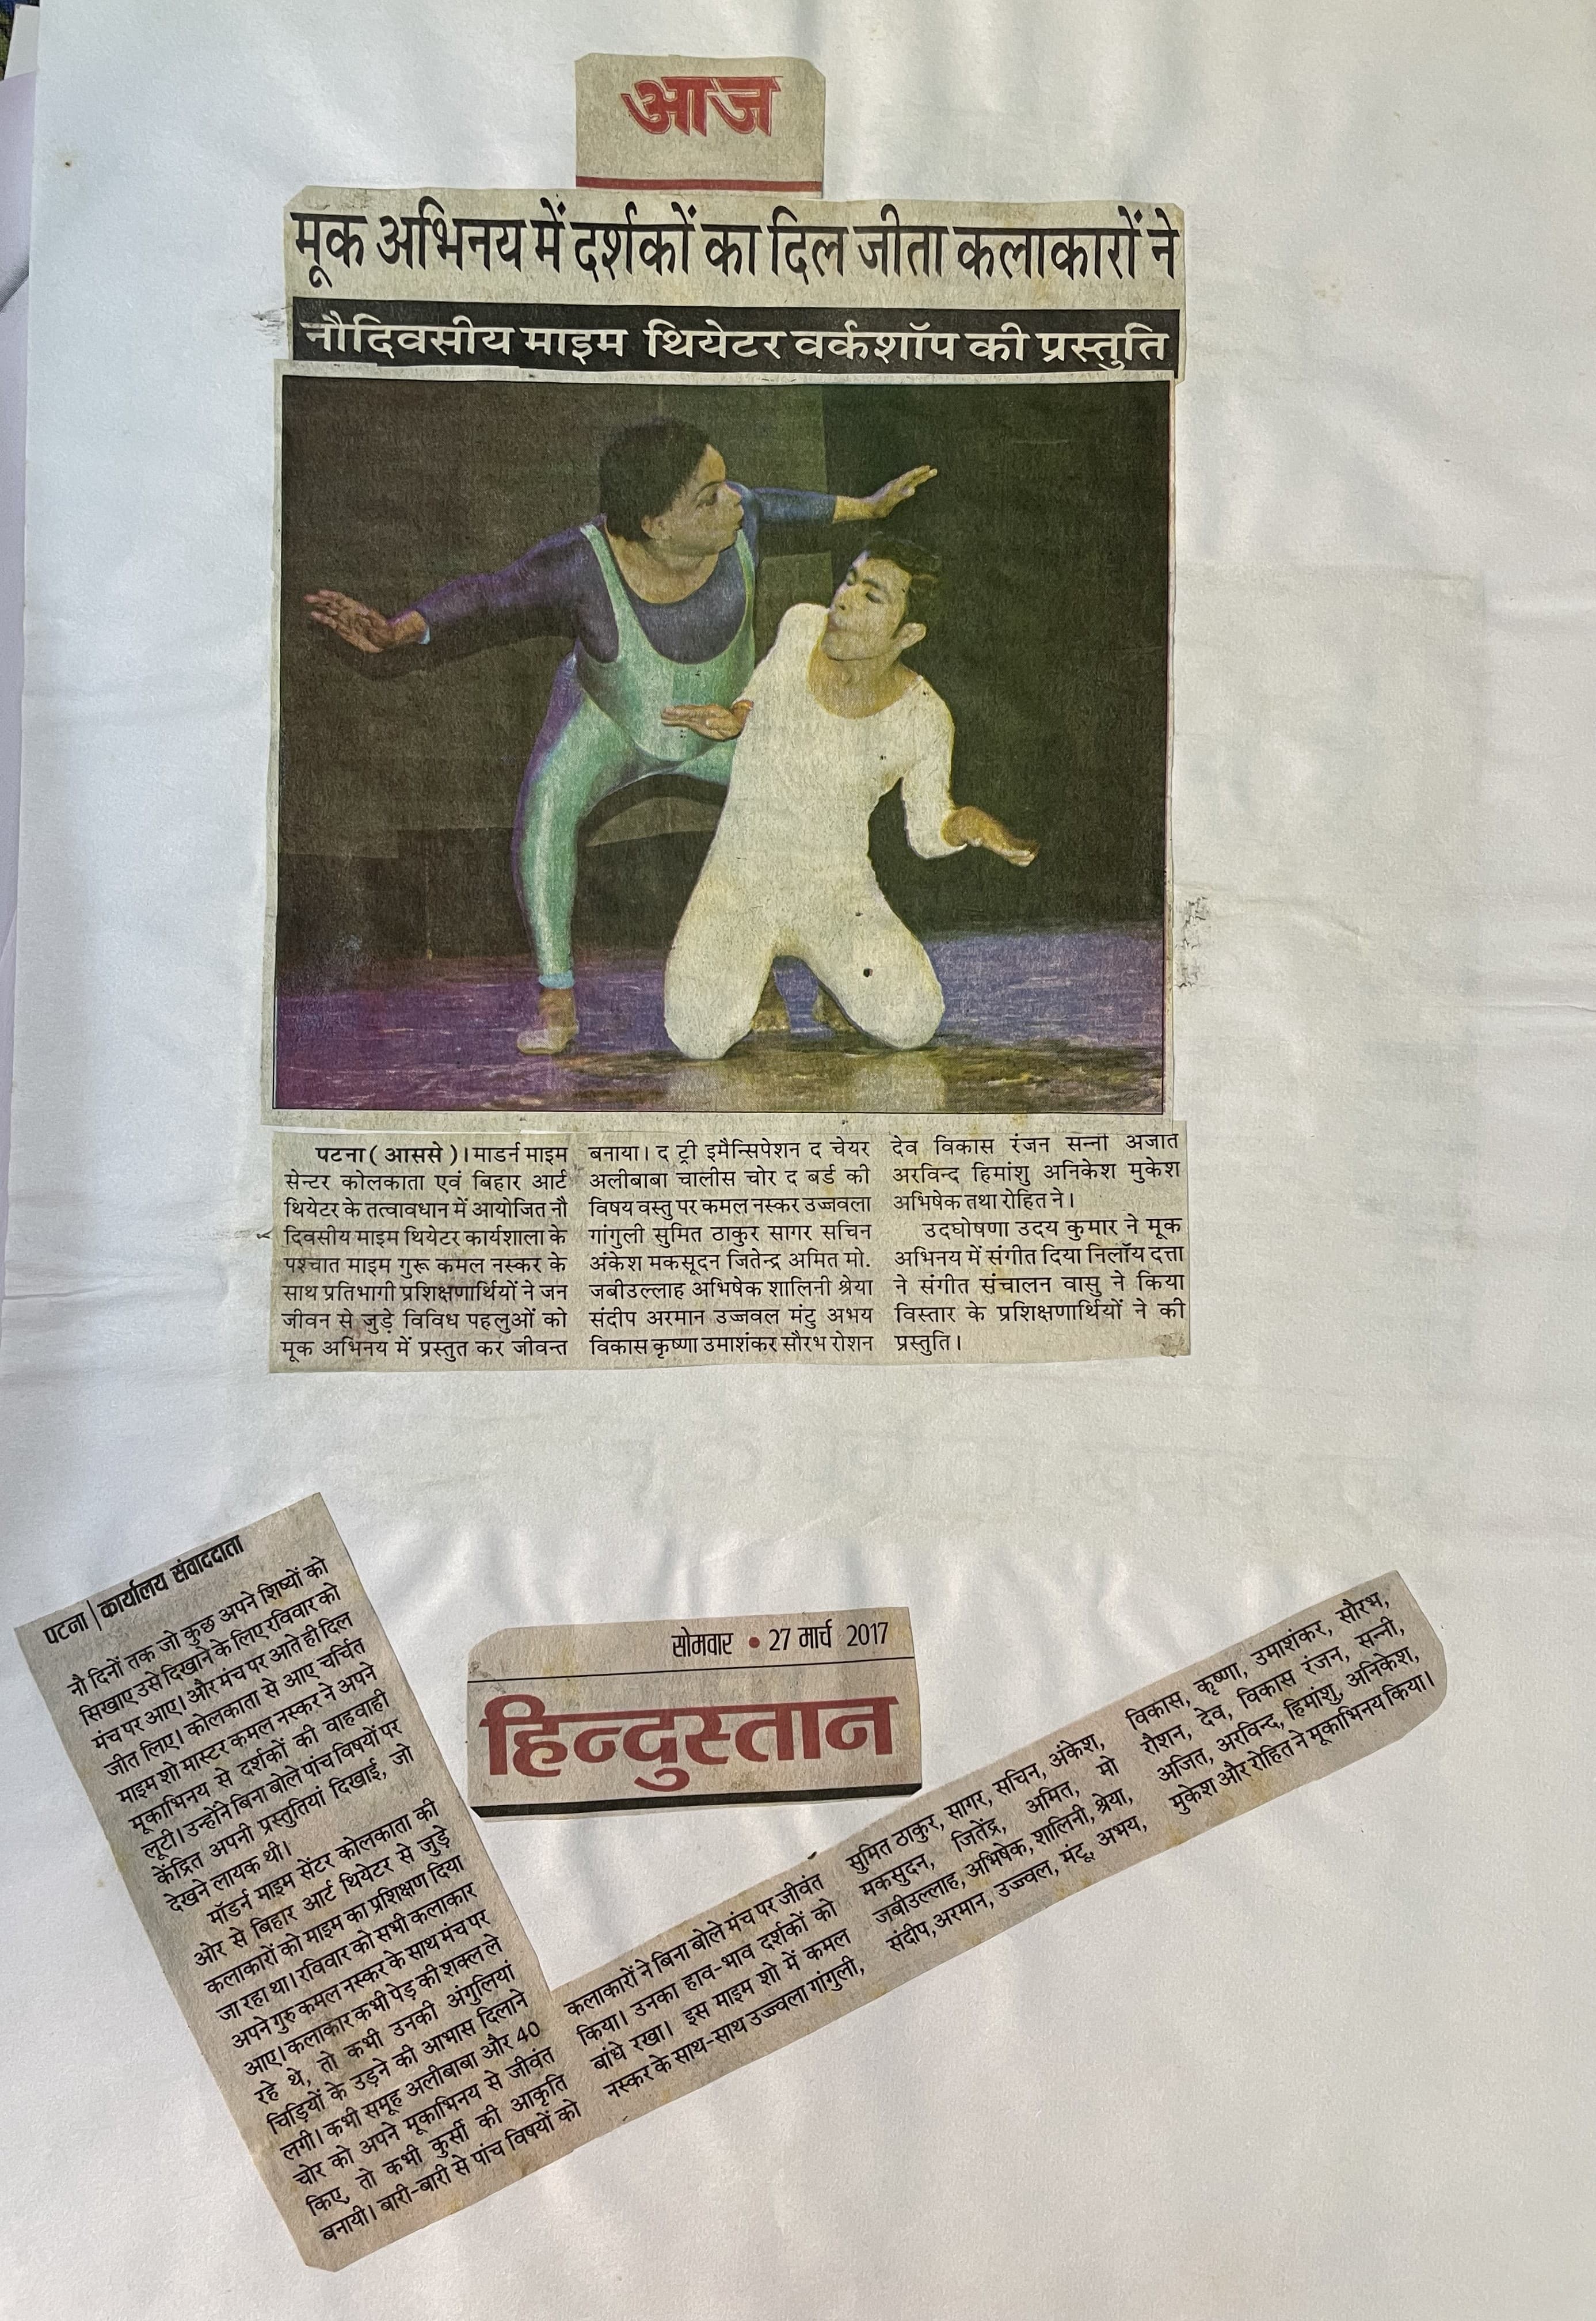 आज
मूक अभिनय में दर्शकों का दिल जीता कलाकारों ने
नौदिवसीय माइम थियेटर वर्कशॉप की प्रस्तुति
पटना ( आससे )। माडर्न माइम
सेन्टर कोलकाता एवं बिहार आर्ट
थियेटर के तत्वावधान में आयोजित नौ
दिवसीय माइम थियेटर कार्यशाला के
पश्चात माइम गुरू कमल नस्कर के
साथ प्रतिभागी प्रशिक्षणार्थियों ने जन
जीवन से जुड़े विविध पहलुओं को
मूक अभिनय में प्रस्तुत कर जीवन्त
बनाया। द ट्री इमैन्सिपेशन द चेयर
अलीबाबा चालीस चोर द बर्ड की
विषय वस्तु पर कमल नस्कर उज्जवला
गांगुली सुमित ठाकुर सागर सचिन
अंकेश मकसूदन जितेन्द्र अमित मो.
जबीउल्लाह अभिषेक शालिनी श्रेया
संदीप अरमान उज्जवल मंटु अभय
विकास कृष्णा उमाशंकर सौरभ रोशन
देव विकास रंजन सन्नी अजात
अरविन्द हिमांशु अनिकेश मुकेश
अभिषेक तथा रोहित ने।
उदघोषणा उदय कुमार ने मूक
अभिनय में संगीत दिया निलॉय दत्ता
ने संगीत संचालन वासु ने किया
विस्तार के प्रशिक्षणार्थियों ने की
प्रस्तुति।
पटना | कार्यालय संवाददाता
नौ दिनों तक जो कुछ अपने शिष्यों को
सिखाए उसे दिखाने के लिए रविवार को
मंच पर आए। और मंच पर आते ही दिल
जीत लिए। कोलकाता से आए चर्चित
माइम शो मास्टर कमल नस्कर ने अपने
मूकाभिनय से दर्शकों की वाहवाही
लूटी। उन्होंने बिना बोले पांच विषयों पर
केंद्रित अपनी प्रस्तुतियां दिखाई, जो
देखने लायक थी।
मॉडर्न माइम सेंटर कोलकाता की
ओर से बिहार आर्ट थियेटर से जुड़े
कलाकारों को माइम का प्रशिक्षण दिया
जा रहा था। रविवार को सभी कलाकार
अपने गुरु कमल नस्कर के साथ मंच पर
आए। कलाकार कभी पेड़ की शक्ल ले
रहे थे, तो कभी उनकी अंगुलियां
चिड़ियों के उड़ने की आभास दिलाने
लगी। कभी समूह अलीबाबा और 40
चोर को अपने मूकाभिनय से जीवंत
किए, तो कभी कुर्सी की आकृति
बनायी। बारी-बारी से पांच विषयों को
सोमवार • 27 मार्च 2017
हिन्दुस्तान
कलाकारों ने बिना बोले मंच पर जीवंत
किया। उनका हाव-भाव दर्शकों को
बांधे रखा। इस माइम शो में कमल
नस्कर के साथ-साथ उज्ज्वला गांगुली,
सुमित ठाकुर, सागर, सचिन, अंकेश,
मकसुदन, जितेंद्र, अमित, मो
जबीउल्लाह, अभिषेक, शालिनी, श्रेया,
संदीप, अरमान, उज्ज्वल, मंटू, अभय,
विकास, कृष्णा, उमाशंकर, सौरभ,
रौशन, देव, विकास रंजन, सन्नी,
अजित, अरविन्द, हिमांशु, अनिकेश,
मुकेश और रोहित ने मूकाभिनय किया।